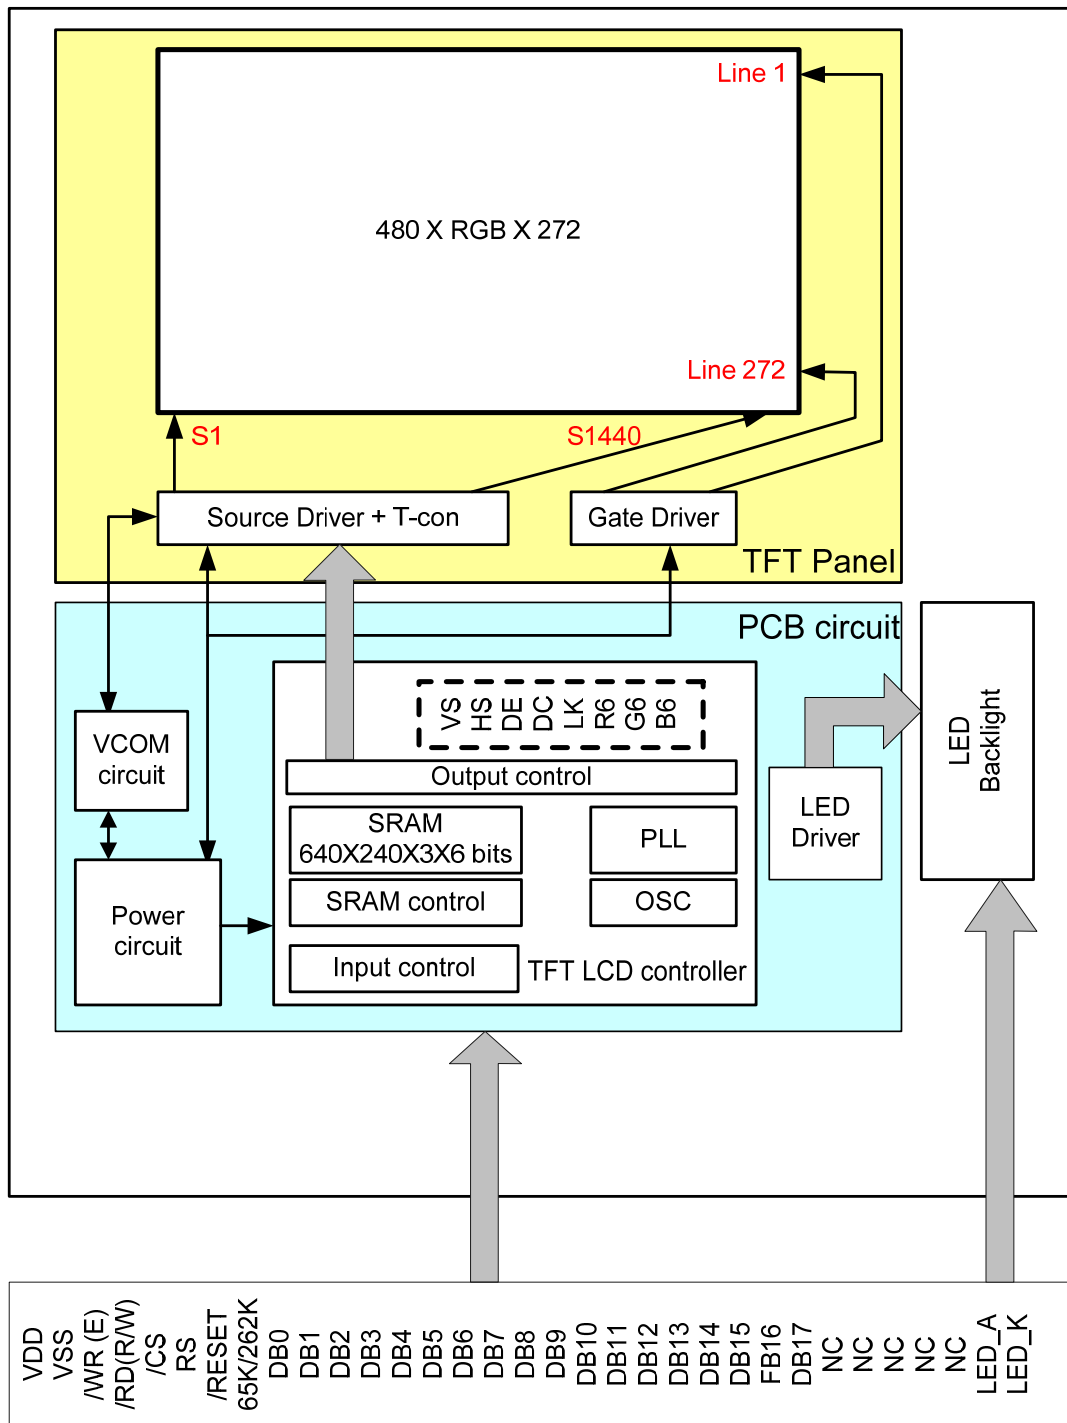 Line 1
480 X RGB X 272
Line 272
S1
S1440
Source Driver + T-con
Gate Driver
TFT Panel
PCB circuit
VS
HS
DE
DC
LK
R6
G6
B6
VCOM
circuit
Output control
SRAM
640X240X3X6 bits
PLL
SRAM control
OSC
Input control
TFT LCD controller
Power
circuit
LED
Driver
LED
Backlight
VDD
VSS
/WR (E)
/RD(R/W)
/CS
RS
/RESET
65K/262K
DB0
DB1
DB2
DB3
DB4
DB5
DB6
DB7
DB8
DB9
DB10
DB11
DB12
DB13
DB14
DB15
FB16
DB17
NC
NC
NC
NC
NC
LED_A
LED_K